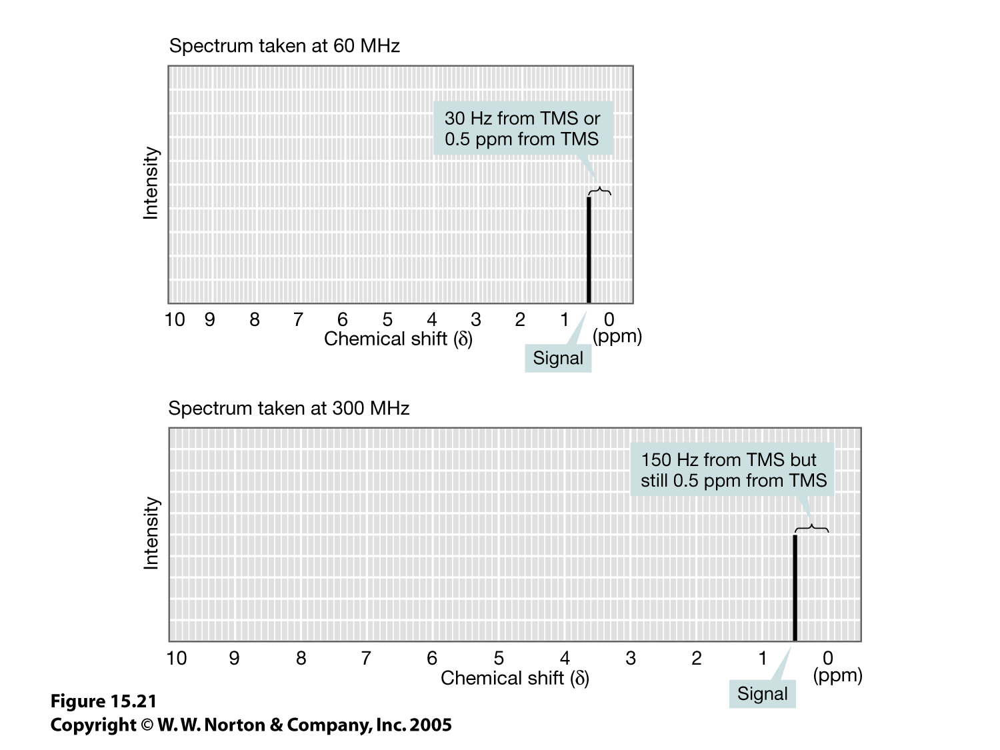 Spectrum taken at 60 MHz
30 Hz from TMS or
0.5 ppm from TMS
Intensity
10 9 8 7 6 5 4 3 2 1 0
Chemical shift (δ)
(ppm)
Signal
Spectrum taken at 300 MHz
150 Hz from TMS but
still 0.5 ppm from TMS
Intensity
10 9 8 7 6 5 4 3 2 1 0
Chemical shift (δ)
(ppm)
Signal
Figure 15.21
Copyright © W. W. Norton & Company, Inc. 2005